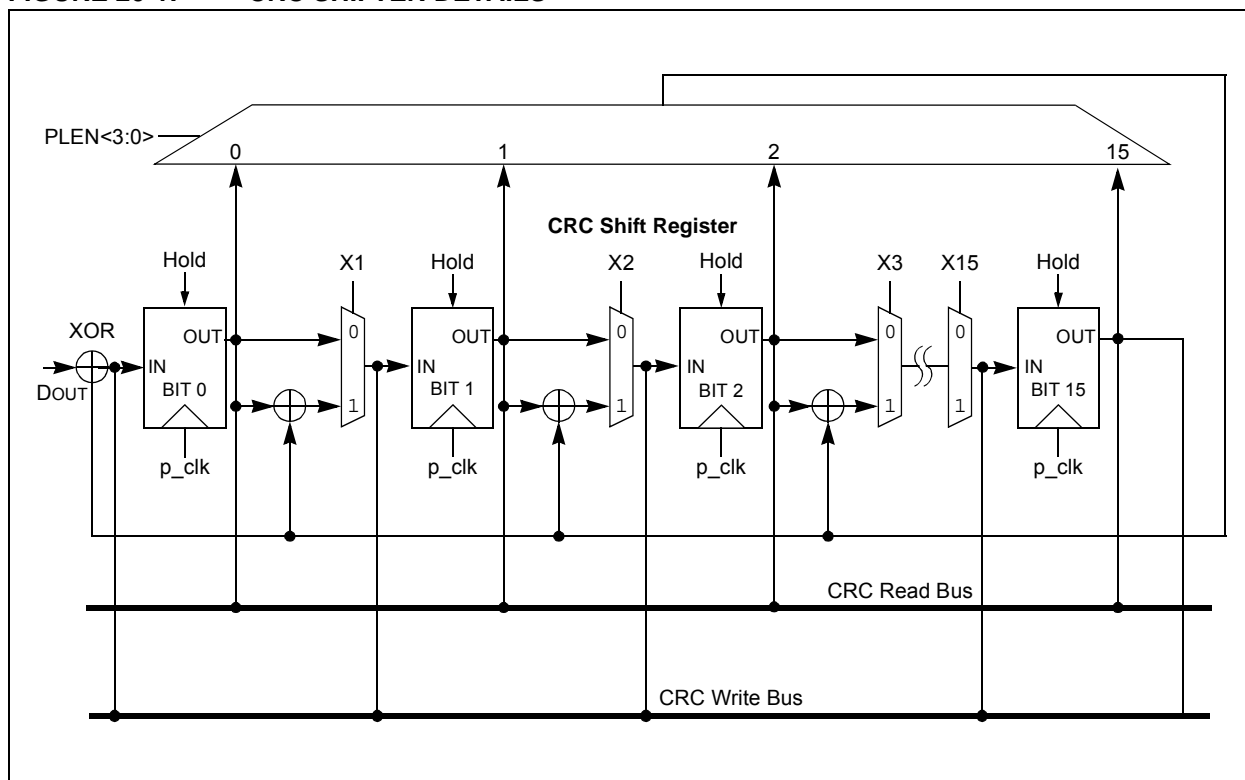 PLEN<3:0>
0 1 2 15
CRC Shift Register
Hold X1 Hold X2 Hold X3 X15 Hold
XOR
OUT 0 OUT 0 OUT 0 0 OUT
IN IN IN IN
DOUT
BIT 0 BIT 1 BIT 2 BIT 15
1 1 1 1
p_clk p_clk p_clk p_clk
CRC Read Bus
CRC Write Bus